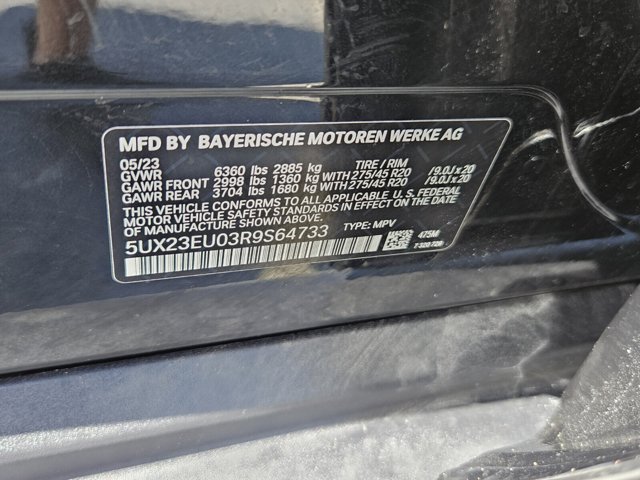 MFD BY BAYERISCHE MOTOREN WERKE AG
05/23 TIRE / RIM
GVWR 6360 lbs 2885 kg
GAWR FRONT 2998 lbs 1360 kg WITH 275/45 R20 / 9.0J x 20
GAWR REAR 3704 lbs 1680 kg WITH 275/45 R20 / 9.0J x 20
THIS VEHICLE CONFORMS TO ALL APPLICABLE U.S. FEDERAL
MOTOR VEHICLE SAFETY STANDARDS IN EFFECT ON THE DATE
OF MANUFACTURE SHOWN ABOVE.
5UX23EU03R9S64733 TYPE: MPV
475M
7 320 728